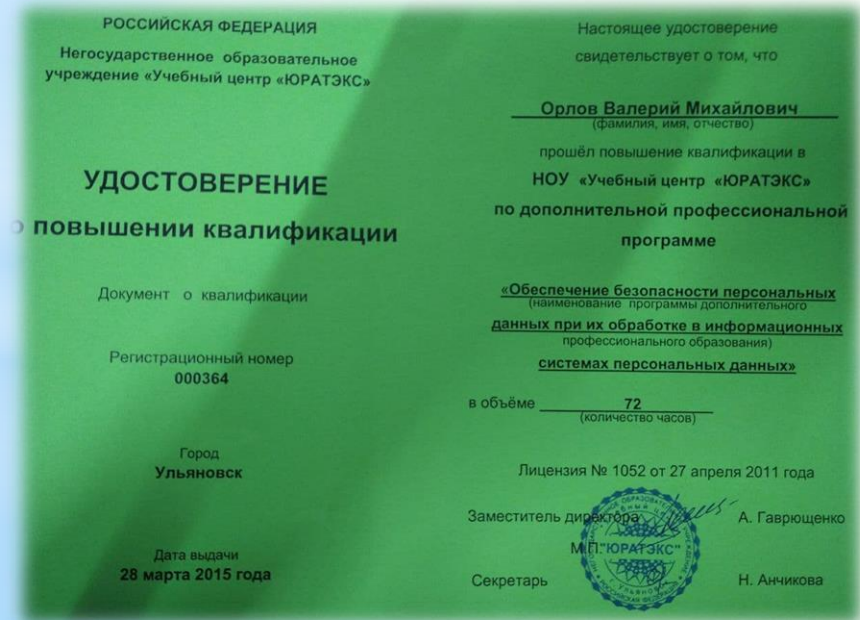 РОССИЙСКАЯ ФЕДЕРАЦИЯ
Негосударственное образовательное
учреждение «Учебный центр «ЮРАТЭКС»
УДОСТОВЕРЕНИЕ
о повышении квалификации
Документ о квалификации
Регистрационный номер
000364
Город
Ульяновск
Дата выдачи
28 марта 2015 года
Настоящее удостоверение
свидетельствует о том, что
Орлов Валерий Михайлович
(фамилия, имя, отчество)
прошёл повышение квалификации в
НОУ «Учебный центр «ЮРАТЭКС»
по дополнительной профессиональной
программе
«Обеспечение безопасности персональных
(наименование программы дополнительного
данных при их обработке в информационных
профессионального образования)
системах персональных данных»
в объёме 72
(количество часов)
Лицензия № 1052 от 27 апреля 2011 года
Заместитель директора А. Гаврющенко
М.П.
"ЮРАТЭКС"
Секретарь Н. Анчикова